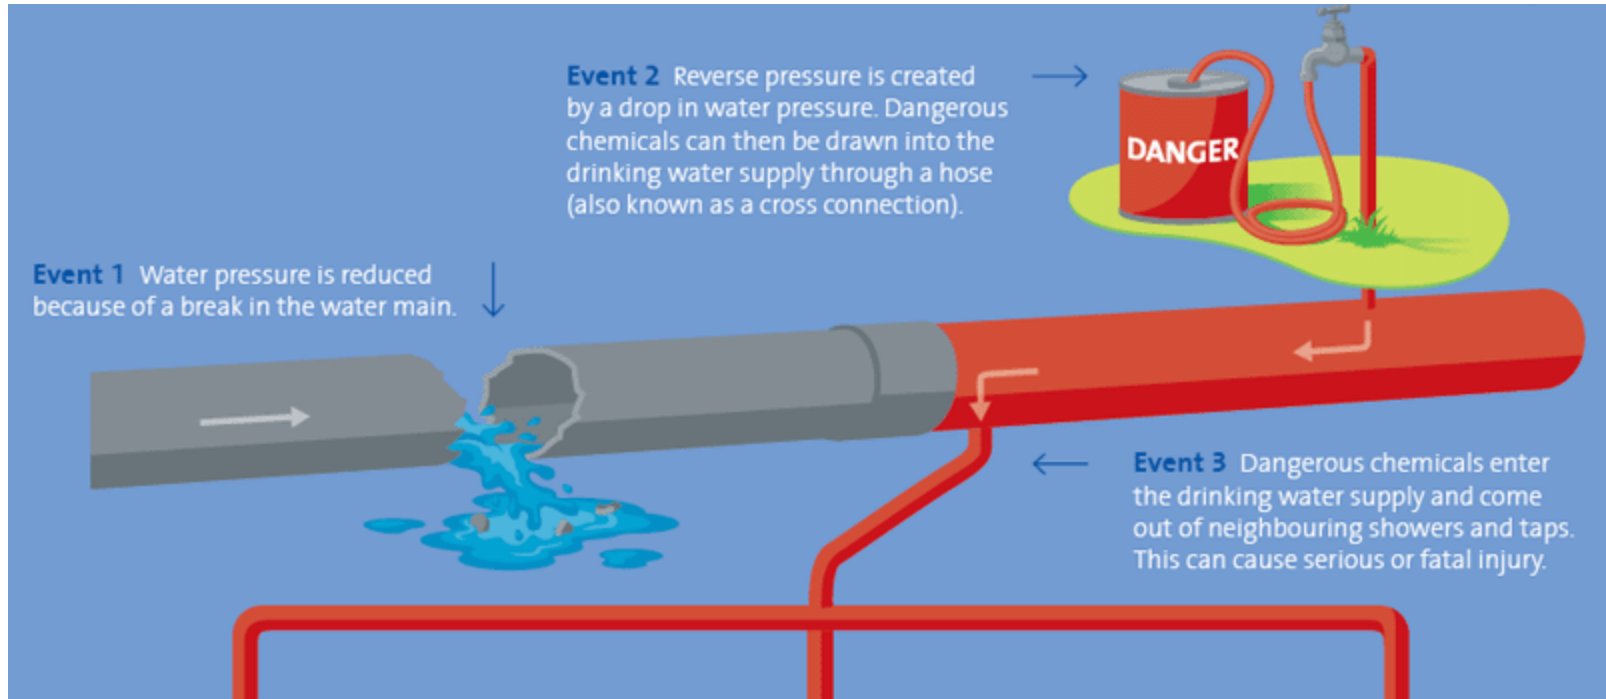 Event 2 Reverse pressure is created
by a drop in water pressure. Dangerous
chemicals can then be drawn into the
drinking water supply through a hose
(also known as a cross connection).
DANGER
Event 1 Water pressure is reduced
because of a break in the water main.
Event 3 Dangerous chemicals enter
the drinking water supply and come
out of neighbouring showers and taps.
This can cause serious or fatal injury.